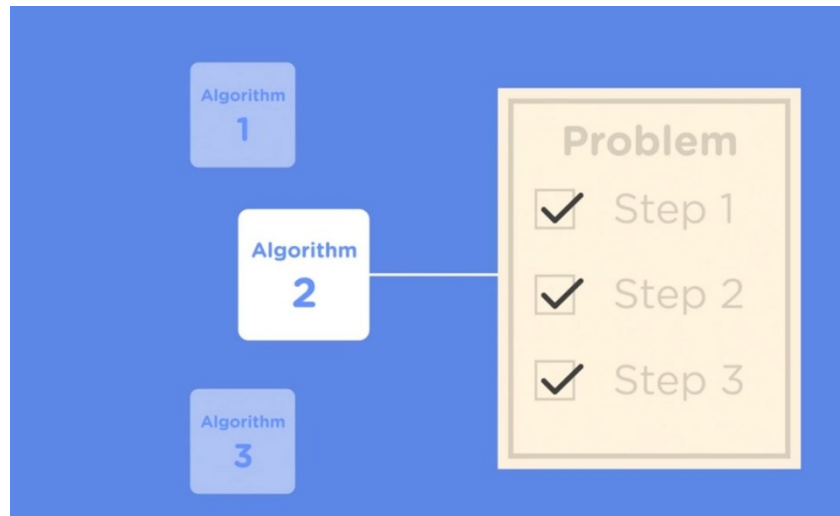 Algorithm
1
Algorithm
2
Algorithm
3
Problem
Step 1
Step 2
Step 3